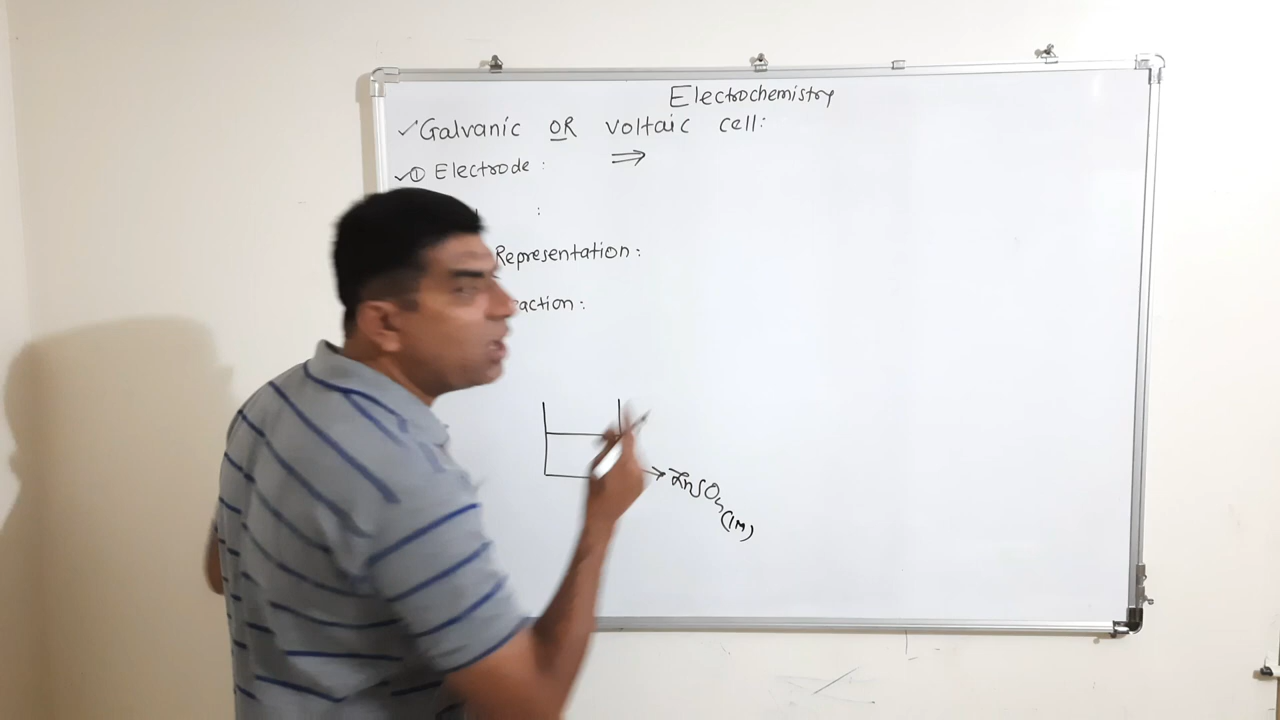 Electrochemistry
✓Galvanic OR voltaic cell:
✓① Electrode : ⇒
:
Representation :
action :
→ ZnSO4
(1M)